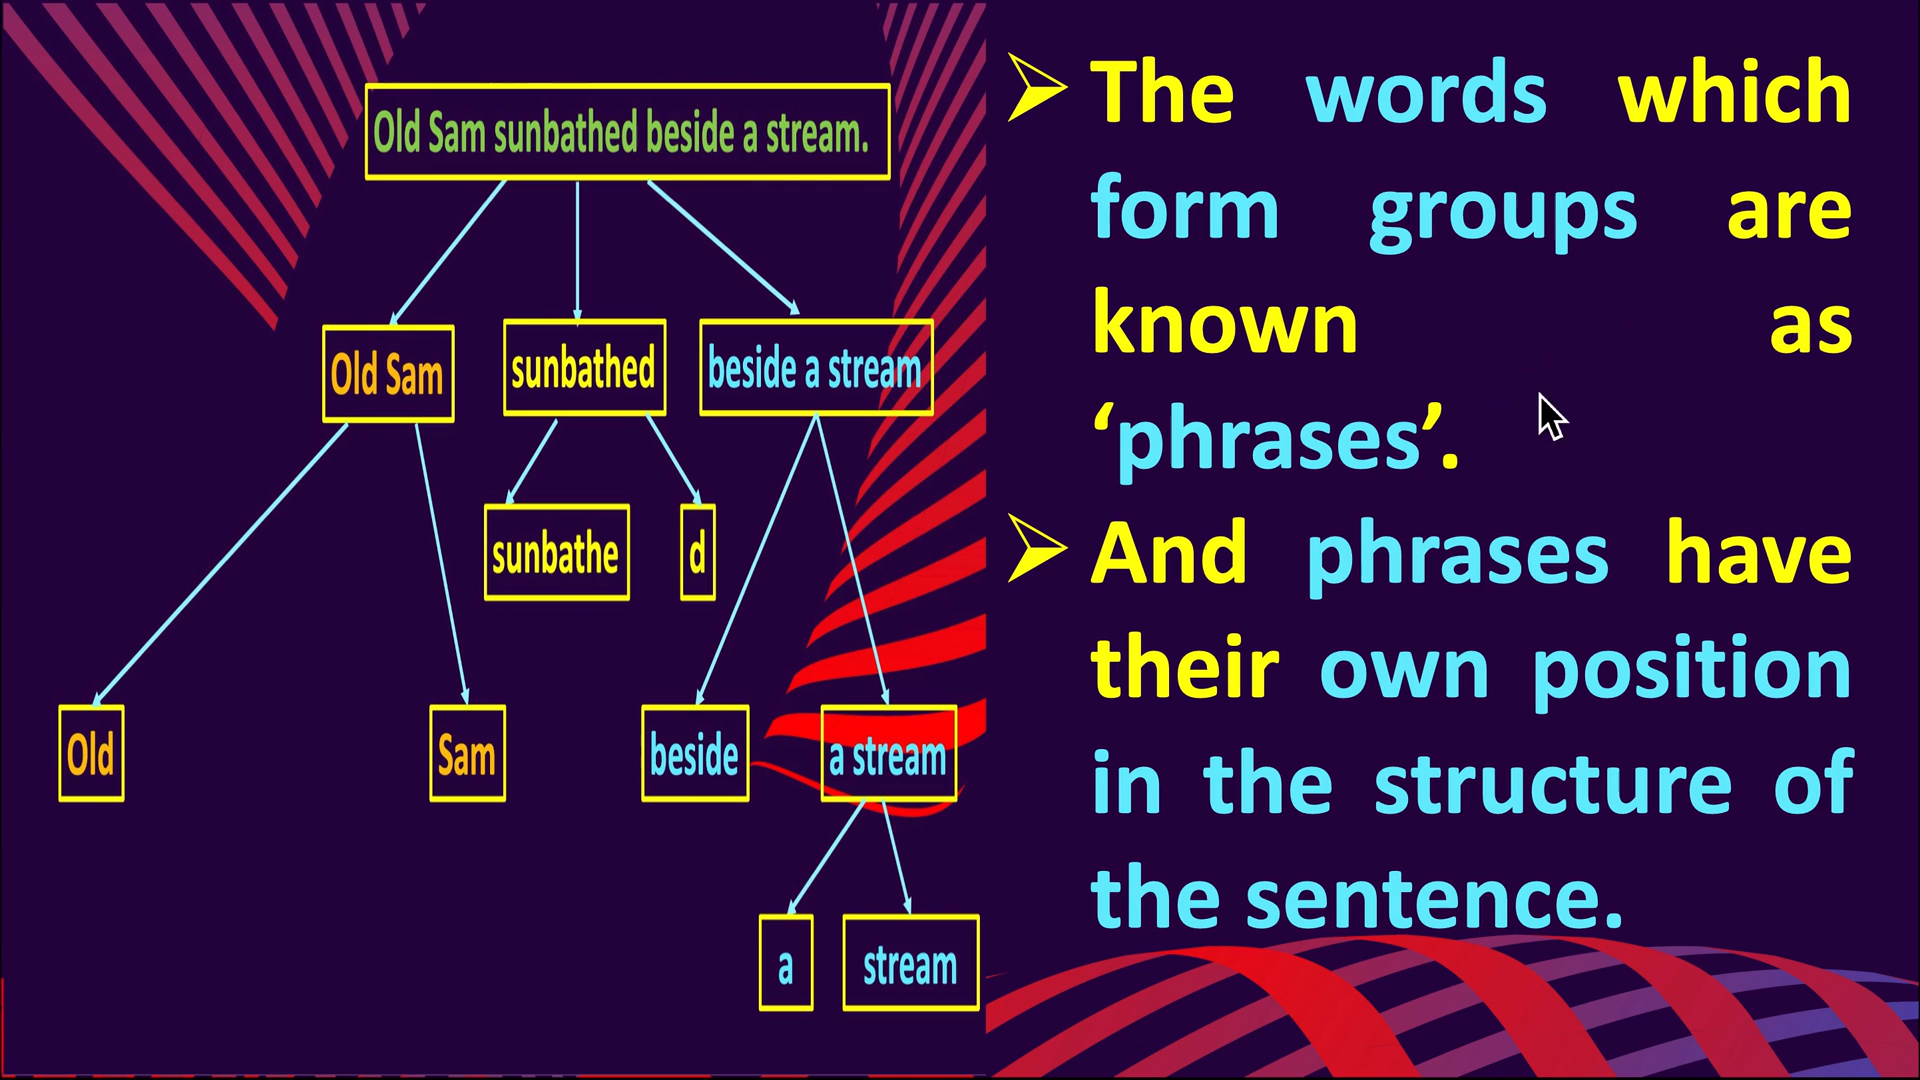 Old Sam sunbathed beside a stream.
Old Sam
sunbathed
beside a stream
sunbathe
d
Old
Sam
beside
a stream
a
stream
The words which
form groups are
known as
‘phrases’.
And phrases have
their own position
in the structure of
the sentence.